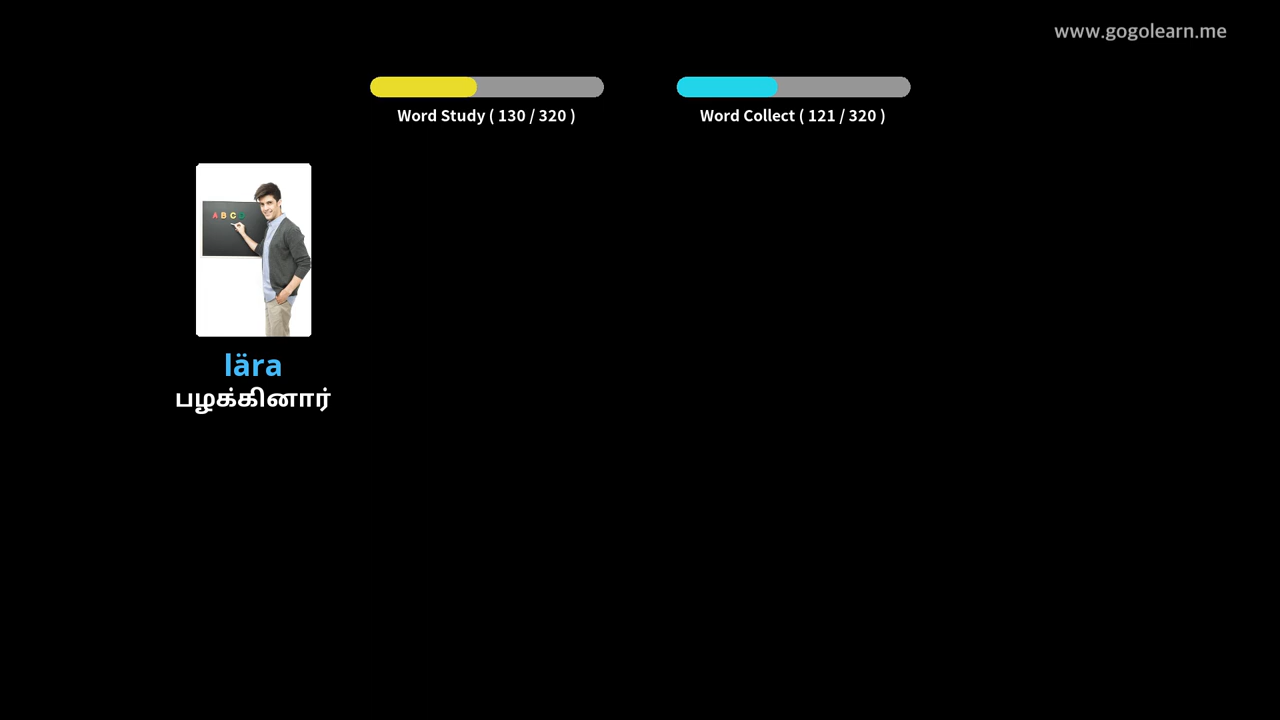 www.gogolearn.me
Word Study ( 130 / 320 )
Word Collect ( 121 / 320 )
A B C D
lära
பழக்கினார்